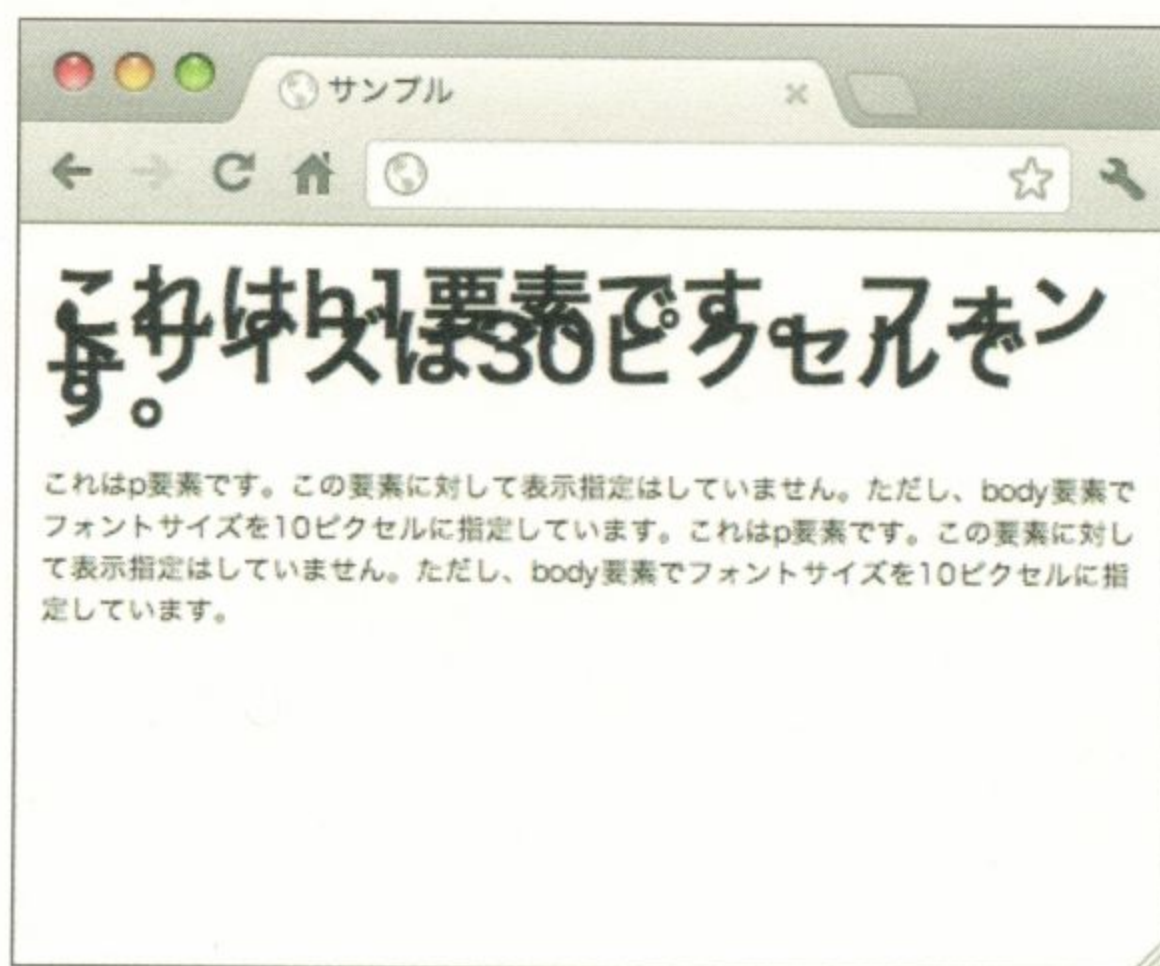 サンプル
これはh1要素です。フォン
トサイズは30ピクセルで
す。
これはp要素です。この要素に対して表示指定はしていません。ただし、body要素で
フォントサイズを10ピクセルに指定しています。これはp要素です。この要素に対し
て表示指定はしていません。ただし、body要素でフォントサイズを10ピクセルに指
定しています。